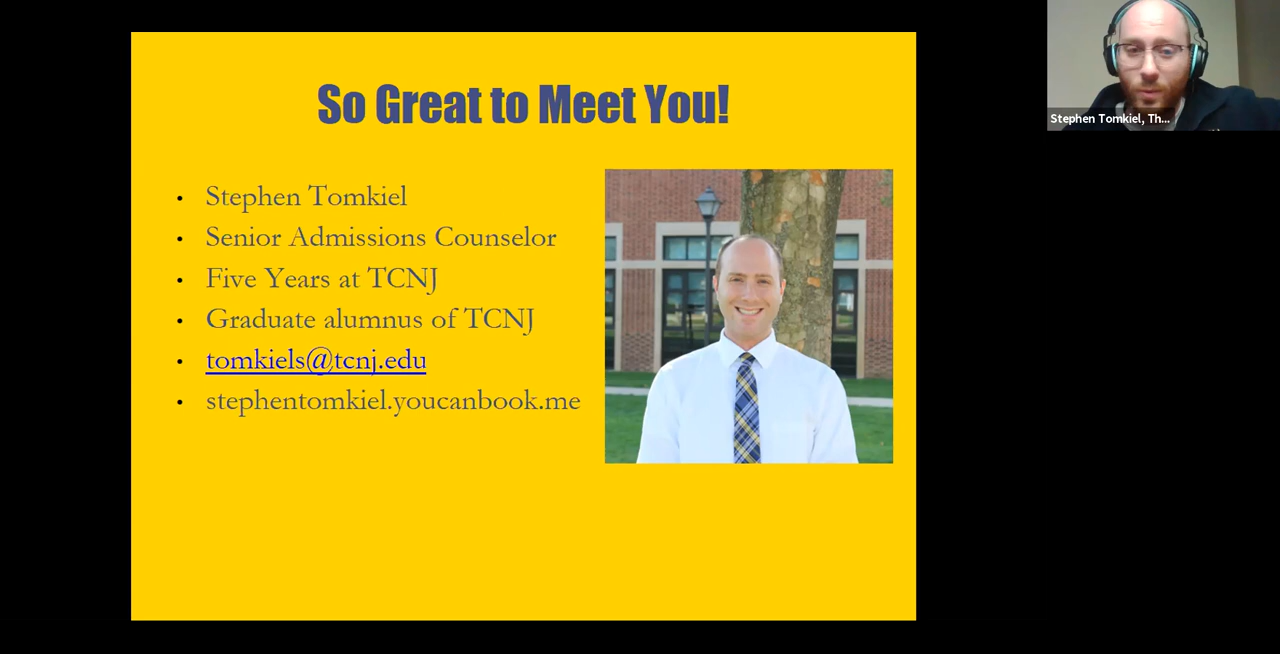 So Great to Meet You!
• Stephen Tomkiel
• Senior Admissions Counselor
• Five Years at TCNJ
• Graduate alumnus of TCNJ
• tomkiels@tcnj.edu
• stephentomkiel.youcanbook.me
Stephen Tomkiel, Th...